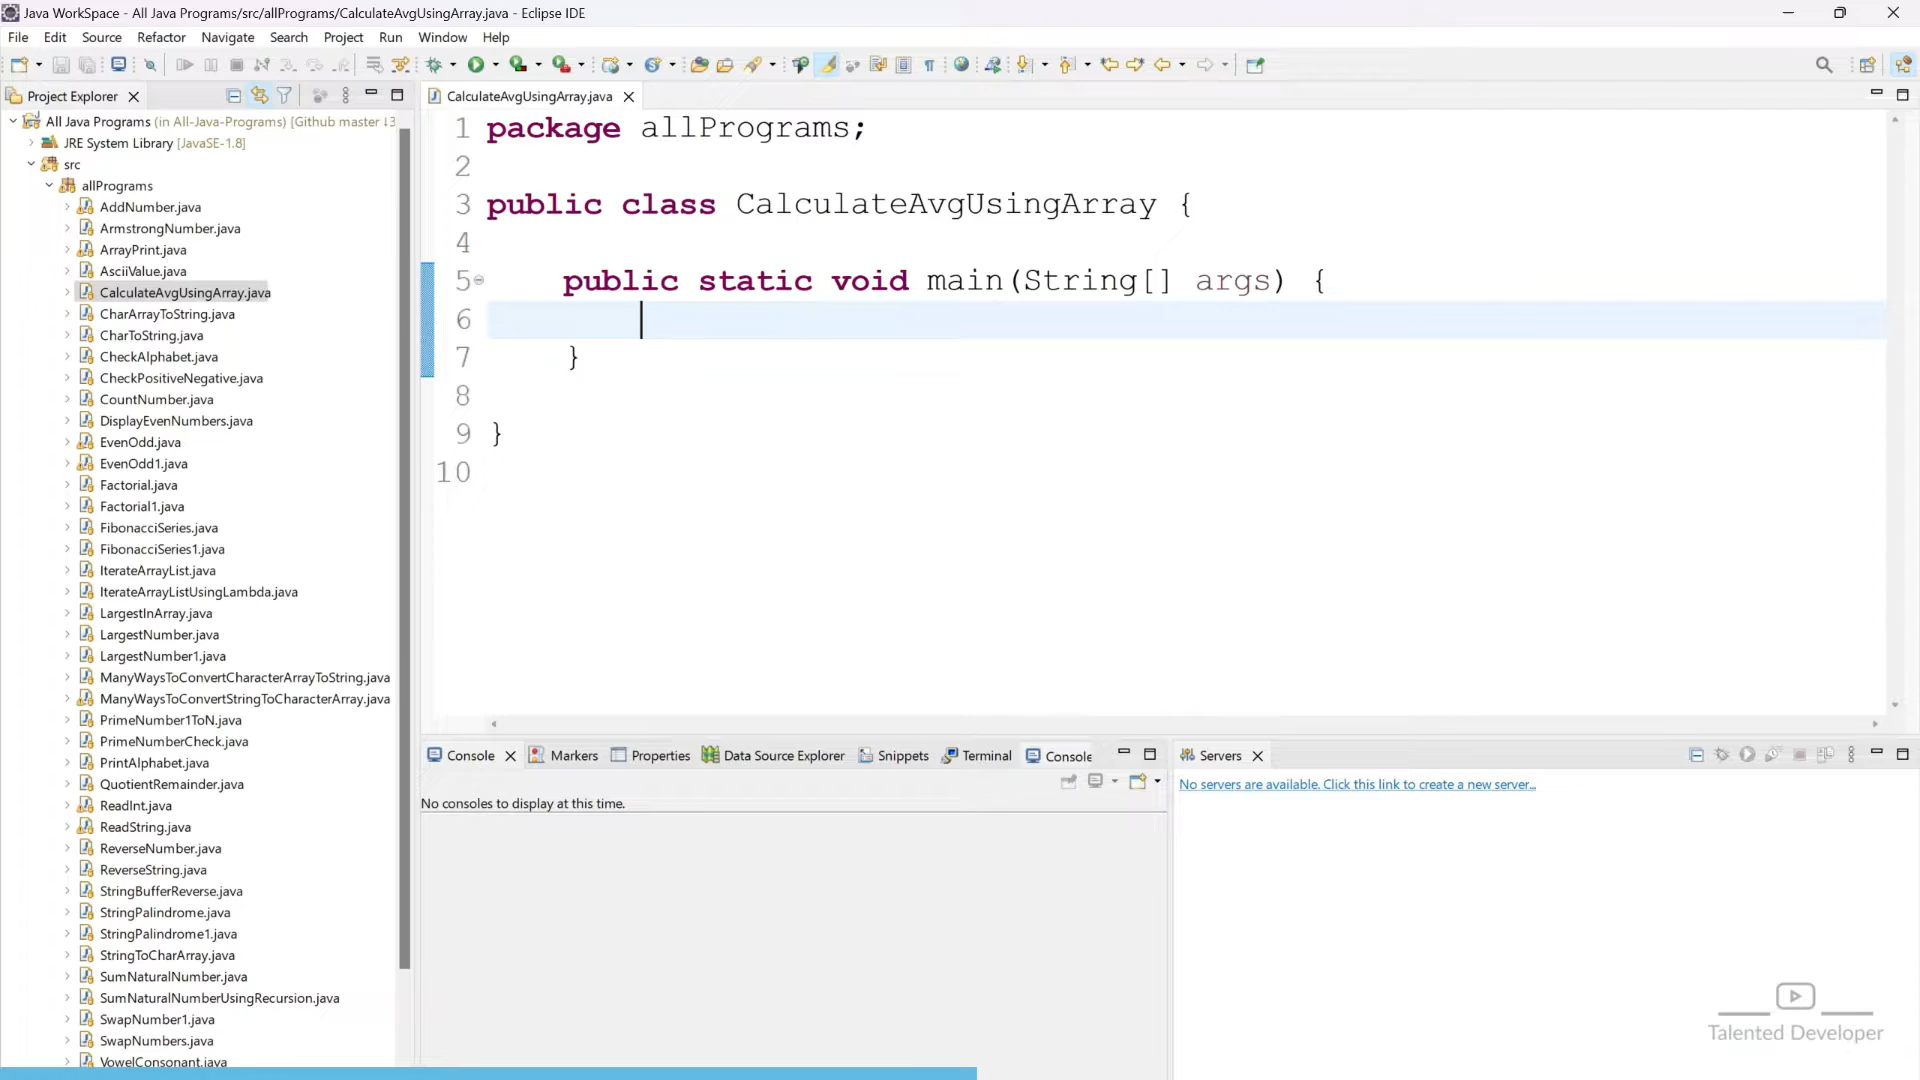 Java WorkSpace - All Java Programs/src/allPrograms/CalculateAvgUsingArray.java - Eclipse IDE
File Edit Source Refactor Navigate Search Project Run Window Help
Project Explorer
All Java Programs (in All-Java-Programs) [Github master ↓3
JRE System Library [JavaSE-1.8]
src
allPrograms
AddNumber.java
ArmstrongNumber.java
ArrayPrint.java
AsciiValue.java
CalculateAvgUsingArray.java
CharArrayToString.java
CharToString.java
CheckAlphabet.java
CheckPositiveNegative.java
CountNumber.java
DisplayEvenNumbers.java
EvenOdd.java
EvenOdd1.java
Factorial.java
Factorial1.java
FibonacciSeries.java
FibonacciSeries1.java
IterateArrayList.java
IterateArrayListUsingLambda.java
LargestInArray.java
LargestNumber.java
LargestNumber1.java
ManyWaysToConvertCharacterArrayToString.java
ManyWaysToConvertStringToCharacterArray.java
PrimeNumber1ToN.java
PrimeNumberCheck.java
PrintAlphabet.java
QuotientRemainder.java
ReadInt.java
ReadString.java
ReverseNumber.java
ReverseString.java
StringBufferReverse.java
StringPalindrome.java
StringPalindrome1.java
StringToCharArray.java
SumNaturalNumber.java
SumNaturalNumberUsingRecursion.java
SwapNumber1.java
SwapNumbers.java
VowelConsonant.java
CalculateAvgUsingArray.java
1 package allPrograms;
2
3 public class CalculateAvgUsingArray {
4
5 public static void main(String[] args) {
6
7 }
8
9 }
10
Console Markers Properties Data Source Explorer Snippets Terminal Console
No consoles to display at this time.
Servers
No servers are available. Click this link to create a new server...
Talented Developer